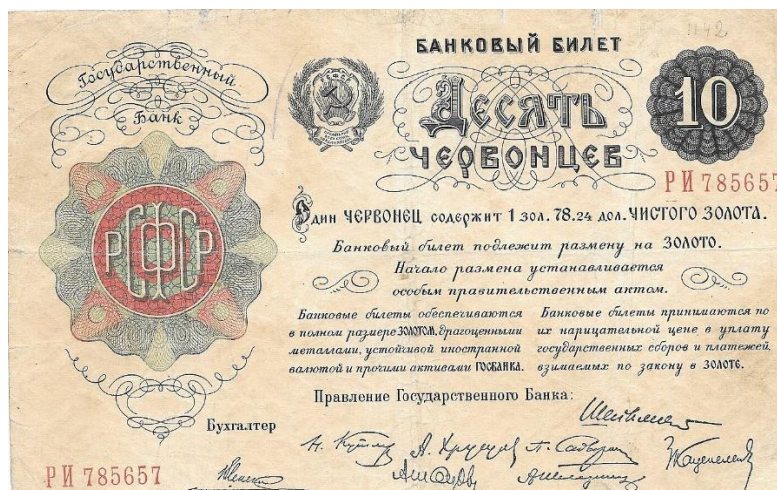 1142
Государственный
Банк
БАНКОВЫЙ БИЛЕТ
Десять
ЧЕРВОНЦЕВ
10
РИ 785657
РСФСР
Один ЧЕРВОНЕЦ содержит 1 зол. 78.24 дол. ЧИСТОГО ЗОЛОТА.
Банковый билет подлежит размену на ЗОЛОТО.
Начало размена устанавливается
особым правительственным актом.
Банковые билеты обеспечиваются
в полном размере ЗОЛОТОМ, драгоценными
металлами, устойчивой иностранной
валютой и прочими активами ГОСБАНКА.
Банковые билеты принимаются по
их нарицательной цене в уплату
государственных сборов и платежей,
взимаемых по закону в ЗОЛОТЕ.
Правление Государственного Банка:
Бухгалтер
РИ 785657